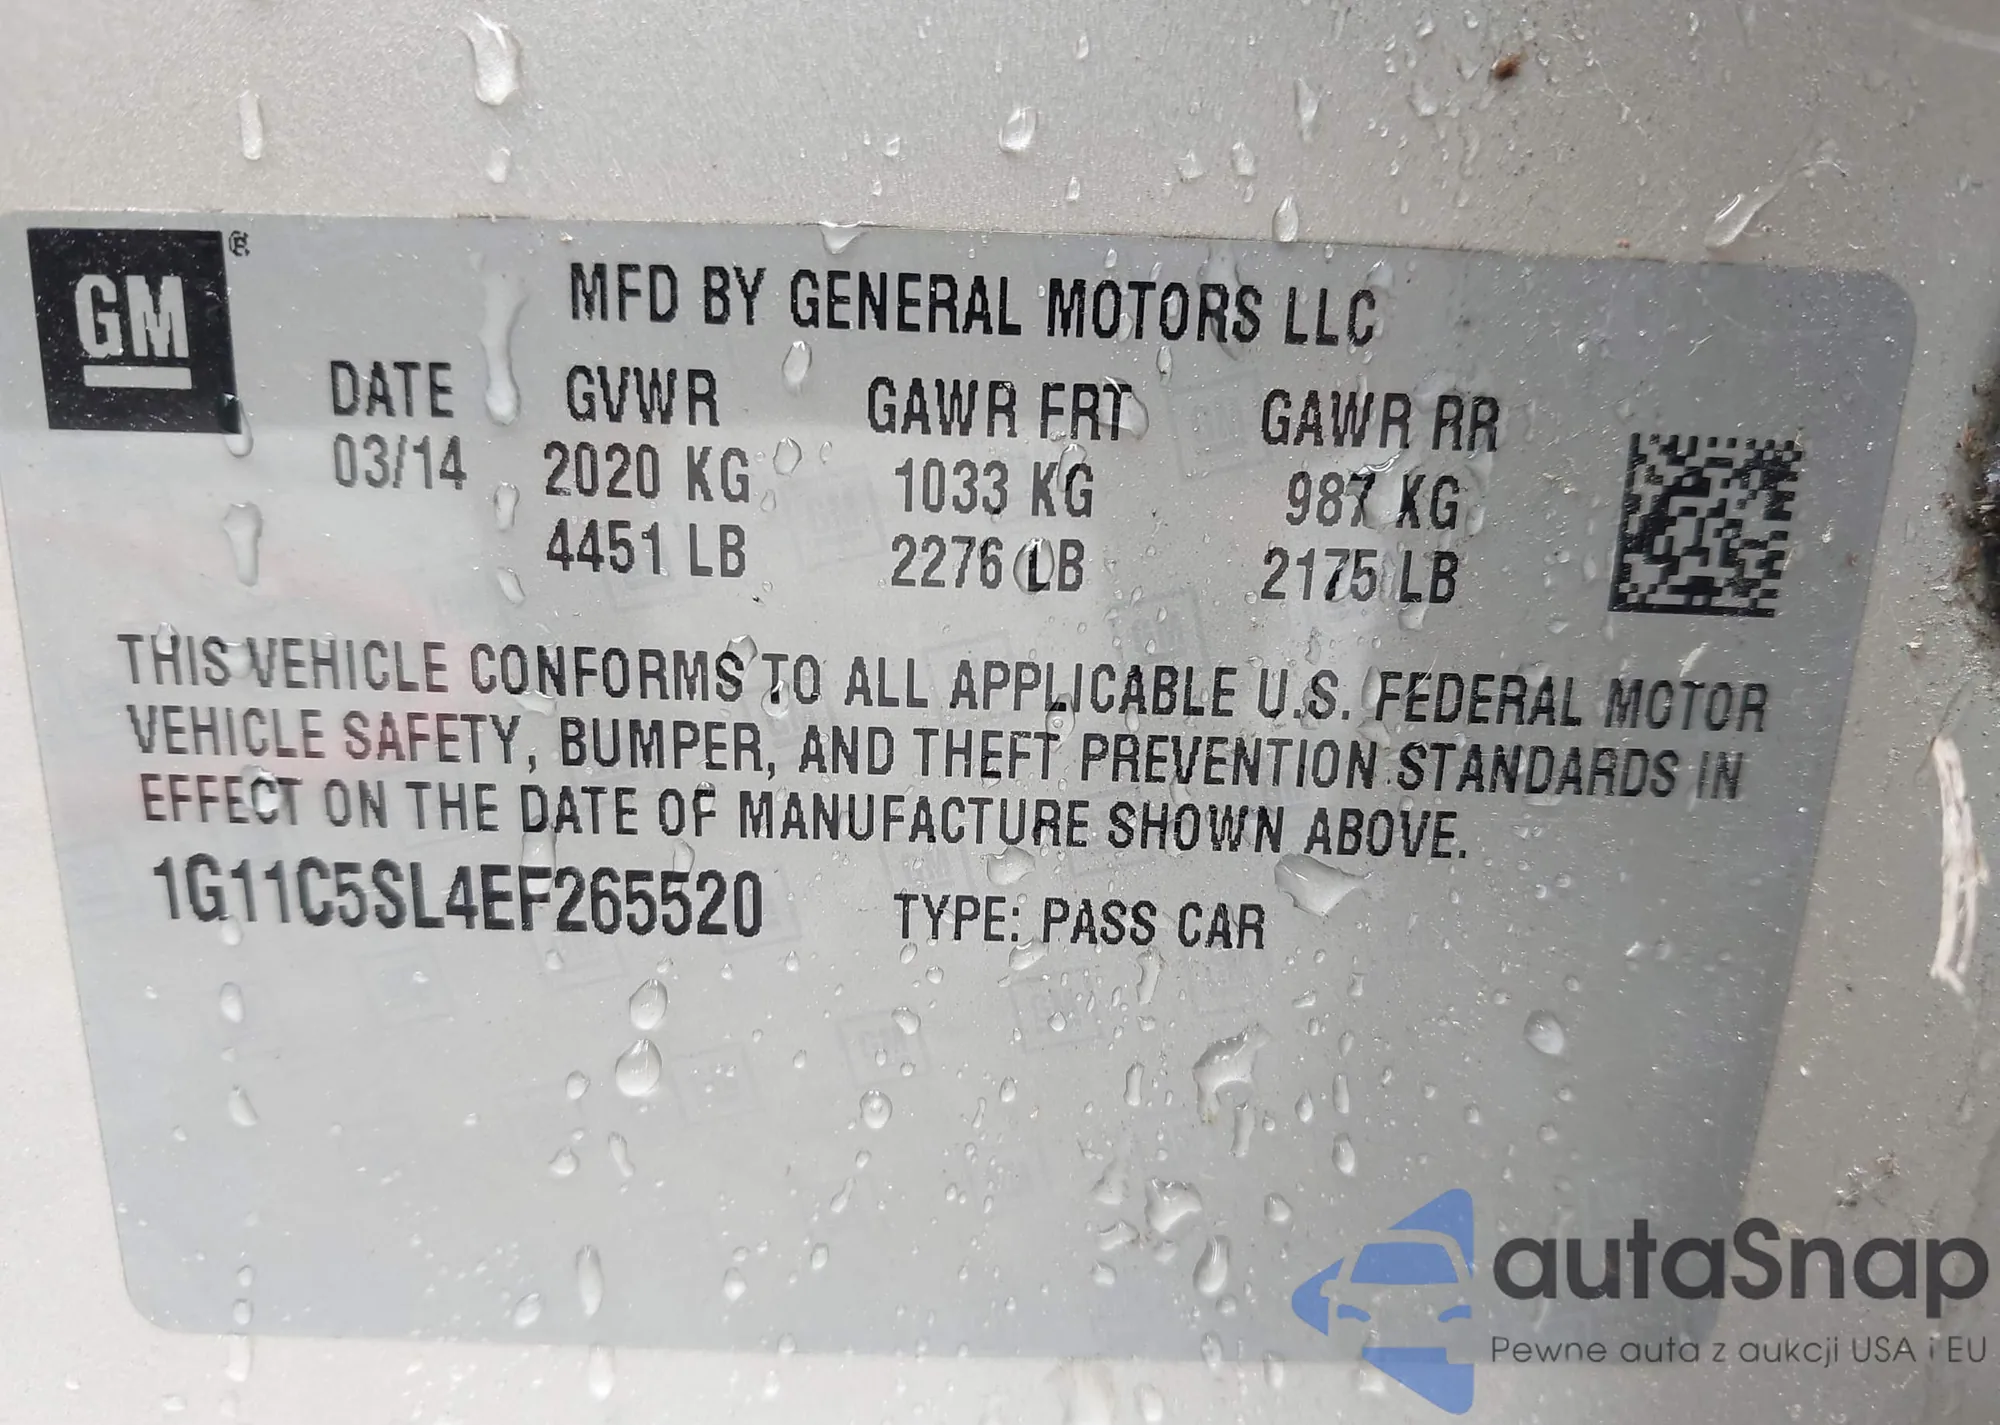 GM ®
MFD BY GENERAL MOTORS LLC
DATE GVWR GAWR FRT GAWR RR
03/14 2020 KG 1033 KG 987 KG
4451 LB 2276 LB 2175 LB
THIS VEHICLE CONFORMS TO ALL APPLICABLE U.S. FEDERAL MOTOR
VEHICLE SAFETY, BUMPER, AND THEFT PREVENTION STANDARDS IN
EFFECT ON THE DATE OF MANUFACTURE SHOWN ABOVE.
1G11C5SL4EF265520 TYPE: PASS CAR
autaSnap
Pewne auta z aukcji USA i EU